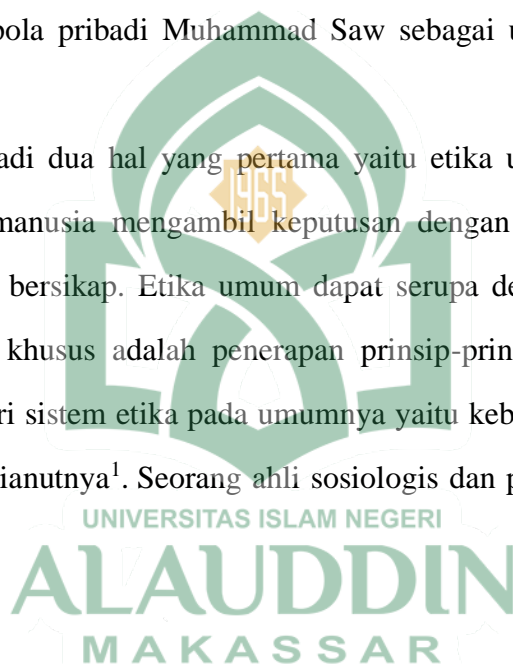 pola pribadi Muhammad Saw sebagai u
adi dua hal yang pertama yaitu etika u
manusia mengambil keputusan dengan
bersikap. Etika umum dapat serupa de
khusus adalah penerapan prinsip-prin
ri sistem etika pada umumnya yaitu keb
ianutnya¹. Seorang ahli sosiologis dan p
1965
UNIVERSITAS ISLAM NEGERI
ALAUDDIN
MAKASSAR